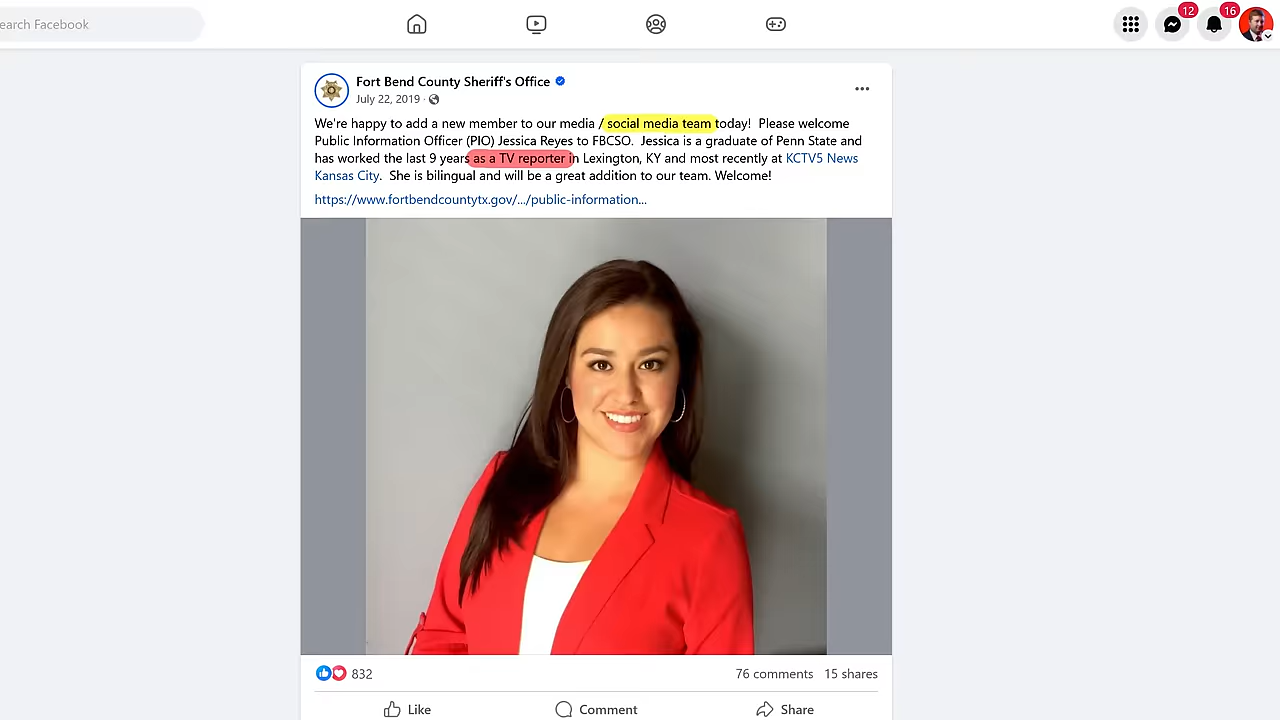 earch Facebook
12
16
Fort Bend County Sheriff's Office
July 22, 2019 ·
We're happy to add a new member to our media / social media team today!  Please welcome
Public Information Officer (PIO) Jessica Reyes to FBCSO.  Jessica is a graduate of Penn State and
has worked the last 9 years as a TV reporter in Lexington, KY and most recently at KCTV5 News
Kansas City.  She is bilingual and will be a great addition to our team. Welcome!
https://www.fortbendcountytx.gov/.../public-information...
832
76 comments 15 shares
Like Comment Share